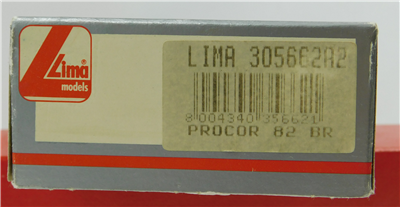 Lima
models
LIMA 305662A2
8 004340 356621
PROCOR 82 BR